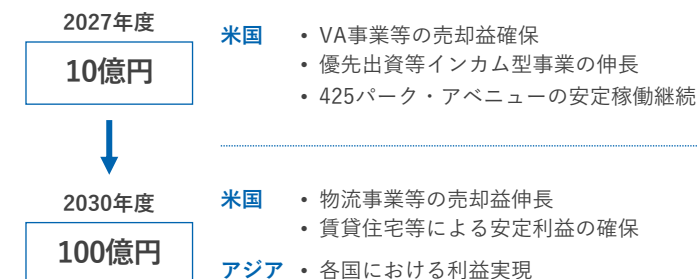 2027年度
10億円
米国
• VA事業等の売却益確保
• 優先出資等インカム型事業の伸長
• 425パーク・アベニューの安定稼働継続
2030年度
100億円
米国
• 物流事業等の売却益伸長
• 賃貸住宅等による安定利益の確保
アジア
• 各国における利益実現